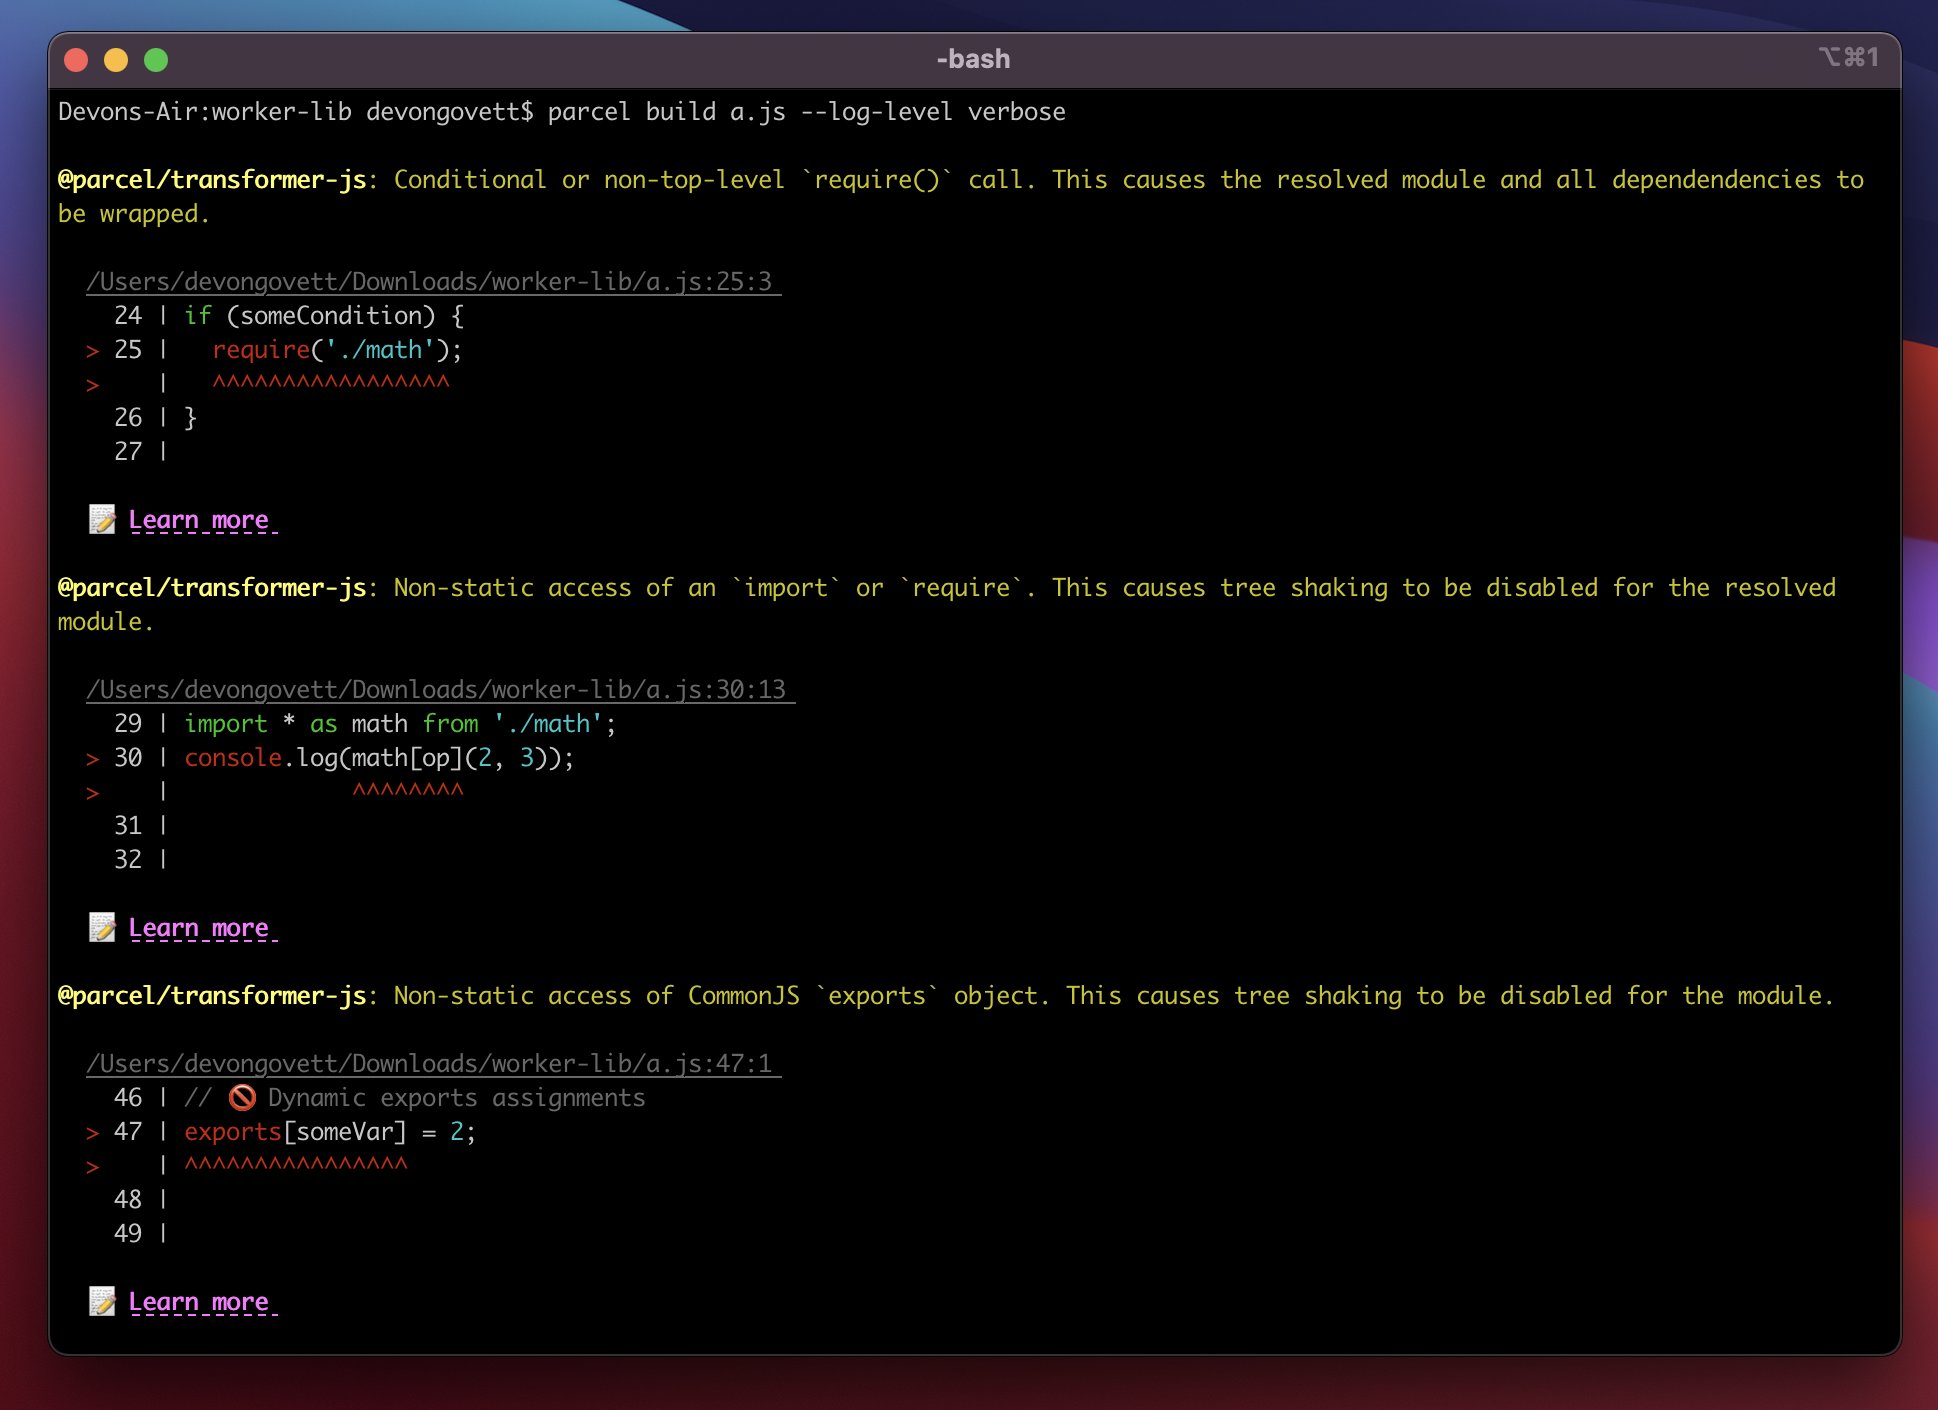 -bash
⌥⌘1
Devons-Air:worker-lib devongovett$ parcel build a.js --log-level verbose
@parcel/transformer-js: Conditional or non-top-level `require()` call. This causes the resolved module and all dependendencies to
be wrapped.
/Users/devongovett/Downloads/worker-lib/a.js:25:3
24 | if (someCondition) {
> 25 |   require('./math');
>    |   ^^^^^^^^^^^^^^^^^
26 | }
27 |
📝 Learn more
@parcel/transformer-js: Non-static access of an `import` or `require`. This causes tree shaking to be disabled for the resolved
module.
/Users/devongovett/Downloads/worker-lib/a.js:30:13
29 | import * as math from './math';
> 30 | console.log(math[op](2, 3));
>    |             ^^^^^^^^
31 |
32 |
📝 Learn more
@parcel/transformer-js: Non-static access of CommonJS `exports` object. This causes tree shaking to be disabled for the module.
/Users/devongovett/Downloads/worker-lib/a.js:47:1
46 | // 🚫 Dynamic exports assignments
> 47 | exports[someVar] = 2;
>    | ^^^^^^^^^^^^^^^^
48 |
49 |
📝 Learn more